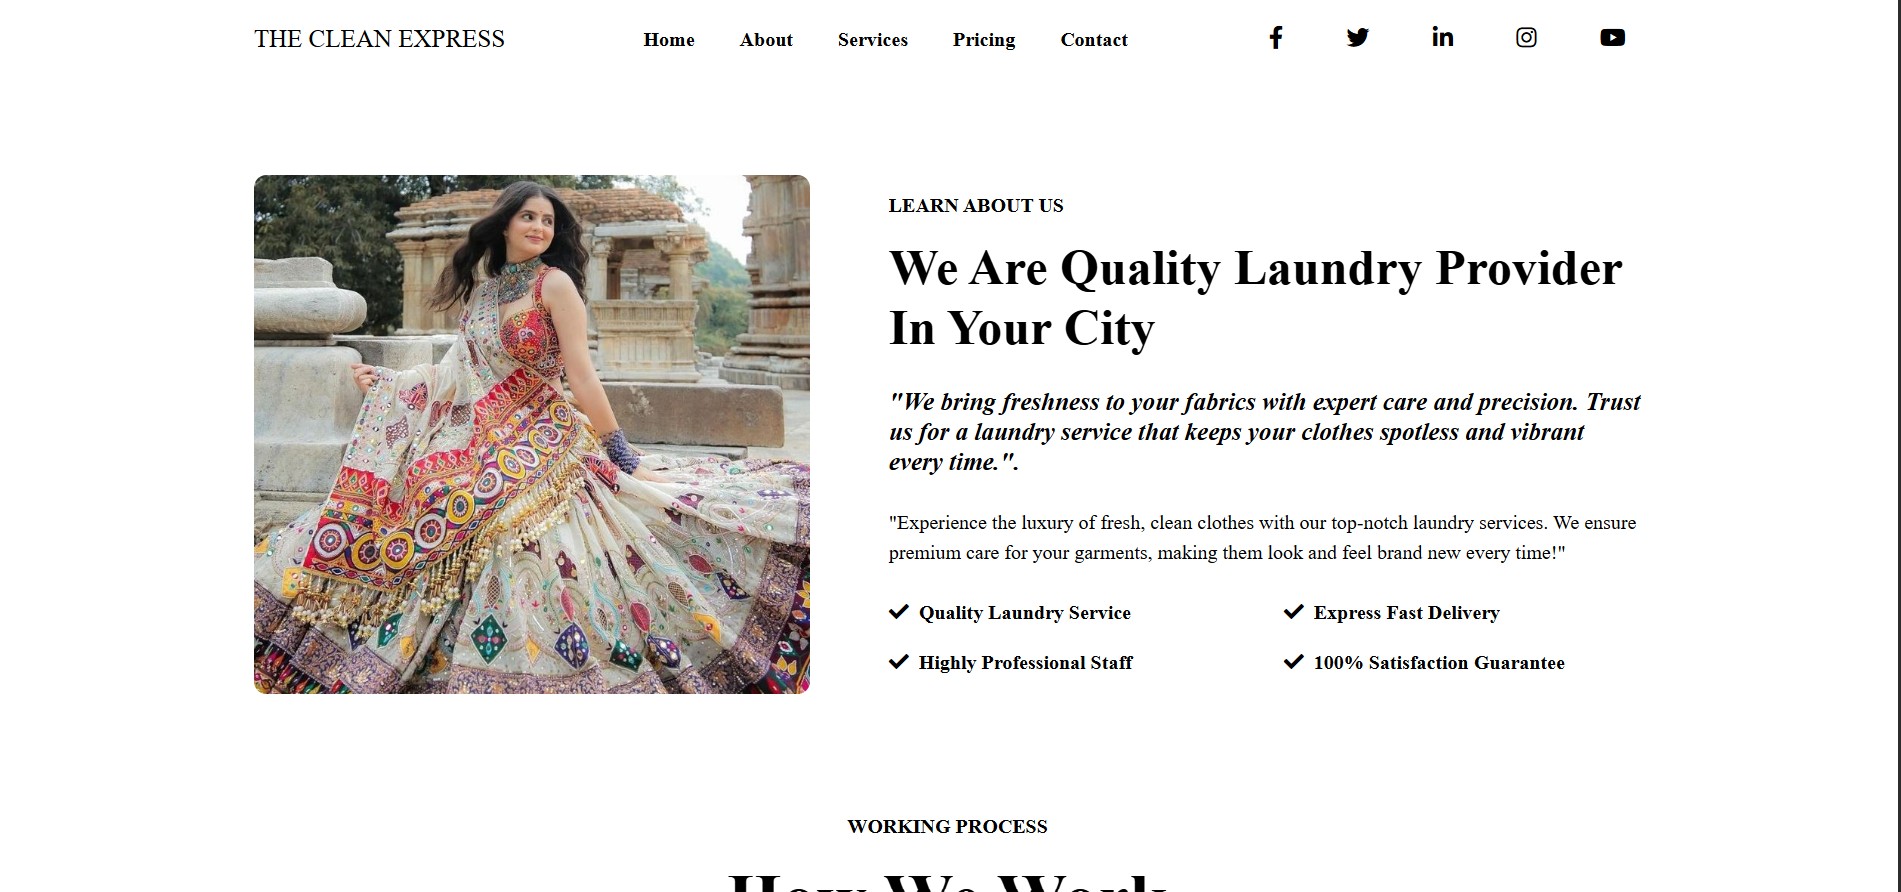 THE CLEAN EXPRESS
Home About Services Pricing Contact
LEARN ABOUT US
We Are Quality Laundry Provider
In Your City
"We bring freshness to your fabrics with expert care and precision. Trust
us for a laundry service that keeps your clothes spotless and vibrant
every time.".
"Experience the luxury of fresh, clean clothes with our top-notch laundry services. We ensure
premium care for your garments, making them look and feel brand new every time!"
Quality Laundry Service
Express Fast Delivery
Highly Professional Staff
100% Satisfaction Guarantee
WORKING PROCESS
How We Work